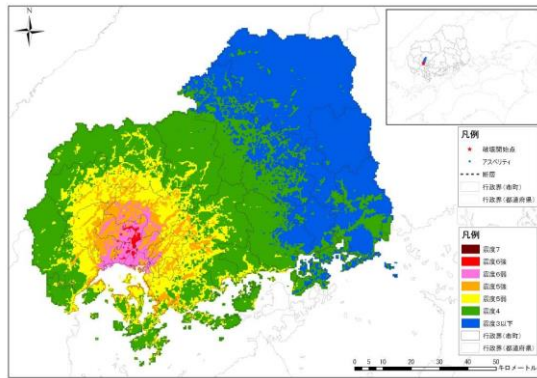 N
凡例
破壊開始点
アスペリティ
断層
行政界(市町)
行政界(都道府県)
凡例
震度7
震度6強
震度6弱
震度5強
震度5弱
震度4
震度3以下
行政界(市町)
行政界(都道府県)
0 5 10 20 30 40 50
キロメートル